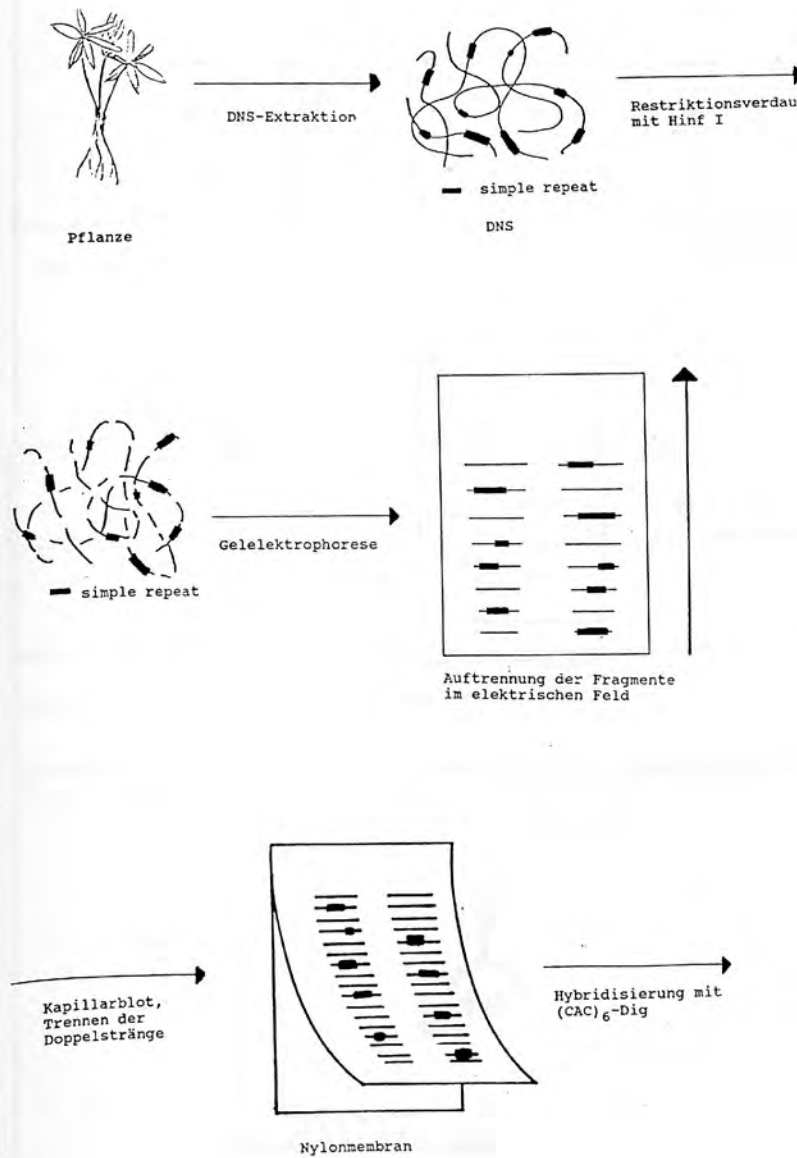 DNS-Extraktion
Restriktionsverdau
mit Hinf I
simple repeat
Pflanze
DNS
Gelelektrophorese
simple repeat
Auftrennung der Fragmente
im elektrischen Feld
Kapillarblot,
Trennen der
Doppelstränge
Hybridisierung mit
(CAC)₆-Dig
Nylonmembran